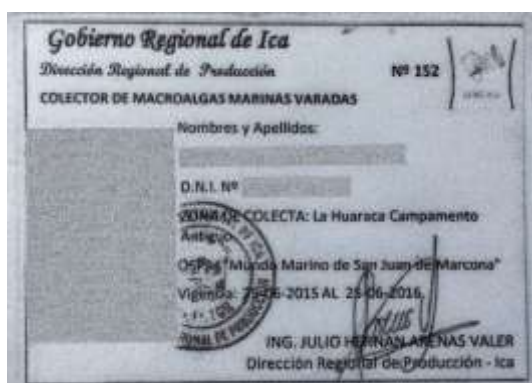 Gobierno Regional de Ica
Dirección Regional de Producción
Nº 152
COLECTOR DE MACROALGAS MARINAS VARADAS
Nombres y Apellidos:
D.N.I. Nº
ZONA DE COLECTA: La Huaraca Campamento
Antiguo
"Mundo Marino de San Juan de Marcona"
Vigencia: 25-06-2015 AL 25-06-2016
ING. JULIO HERNAN ARENAS VALER
Dirección Regional de Producción - Ica